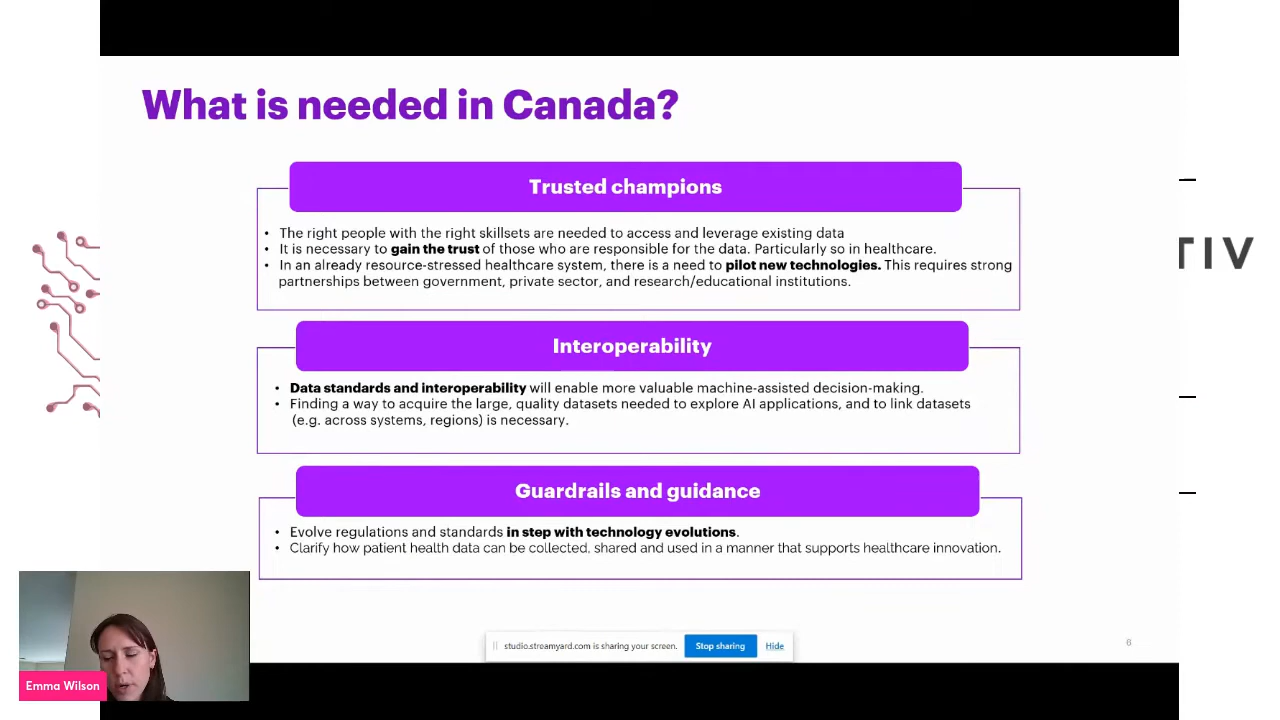 What is needed in Canada?
Trusted champions
• The right people with the right skillsets are needed to access and leverage existing data
• It is necessary to gain the trust of those who are responsible for the data. Particularly so in healthcare.
• In an already resource-stressed healthcare system, there is a need to pilot new technologies. This requires strong
partnerships between government, private sector, and research/educational institutions.
TIV
Interoperability
• Data standards and interoperability will enable more valuable machine-assisted decision-making.
• Finding a way to acquire the large, quality datasets needed to explore AI applications, and to link datasets
(e.g. across systems, regions) is necessary.
Guardrails and guidance
• Evolve regulations and standards in step with technology evolutions.
• Clarify how patient health data can be collected, shared and used in a manner that supports healthcare innovation.
studio.streamyard.com is sharing your screen. Stop sharing Hide
8
Emma Wilson